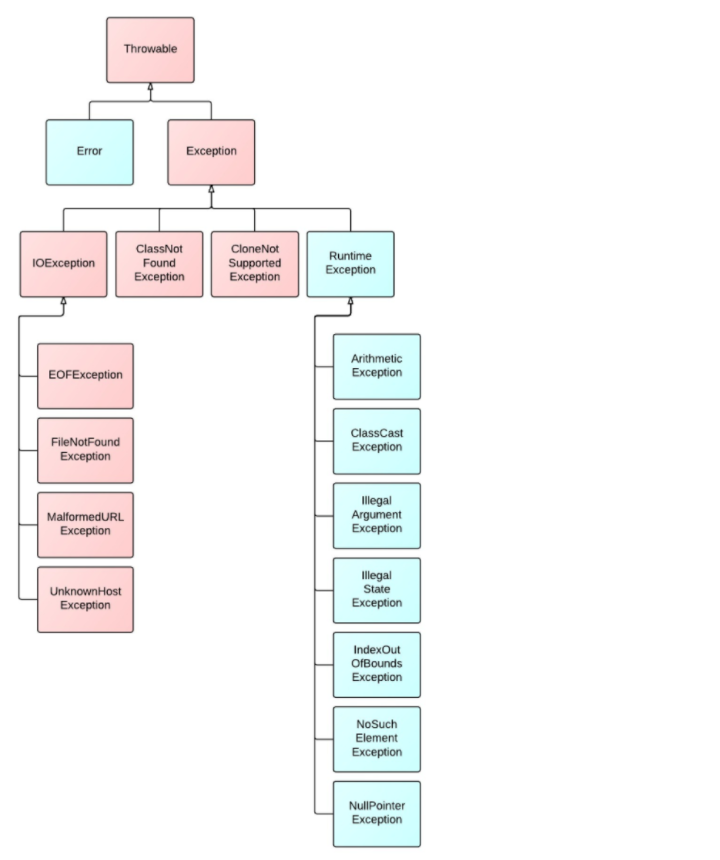 Throwable
Error
Exception
IOException
ClassNot
Found
Exception
CloneNot
Supported
Exception
Runtime
Exception
EOFException
FileNotFound
Exception
MalformedURL
Exception
UnknownHost
Exception
Arithmetic
Exception
ClassCast
Exception
Illegal
Argument
Exception
Illegal
State
Exception
IndexOut
OfBounds
Exception
NoSuch
Element
Exception
NullPointer
Exception